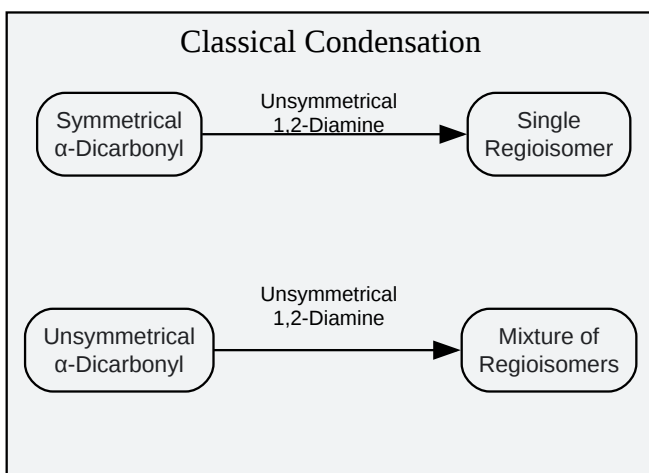 Classical Condensation
Symmetrical
α-Dicarbonyl
Unsymmetrical
1,2-Diamine
Single
Regioisomer
Unsymmetrical
α-Dicarbonyl
Unsymmetrical
1,2-Diamine
Mixture of
Regioisomers